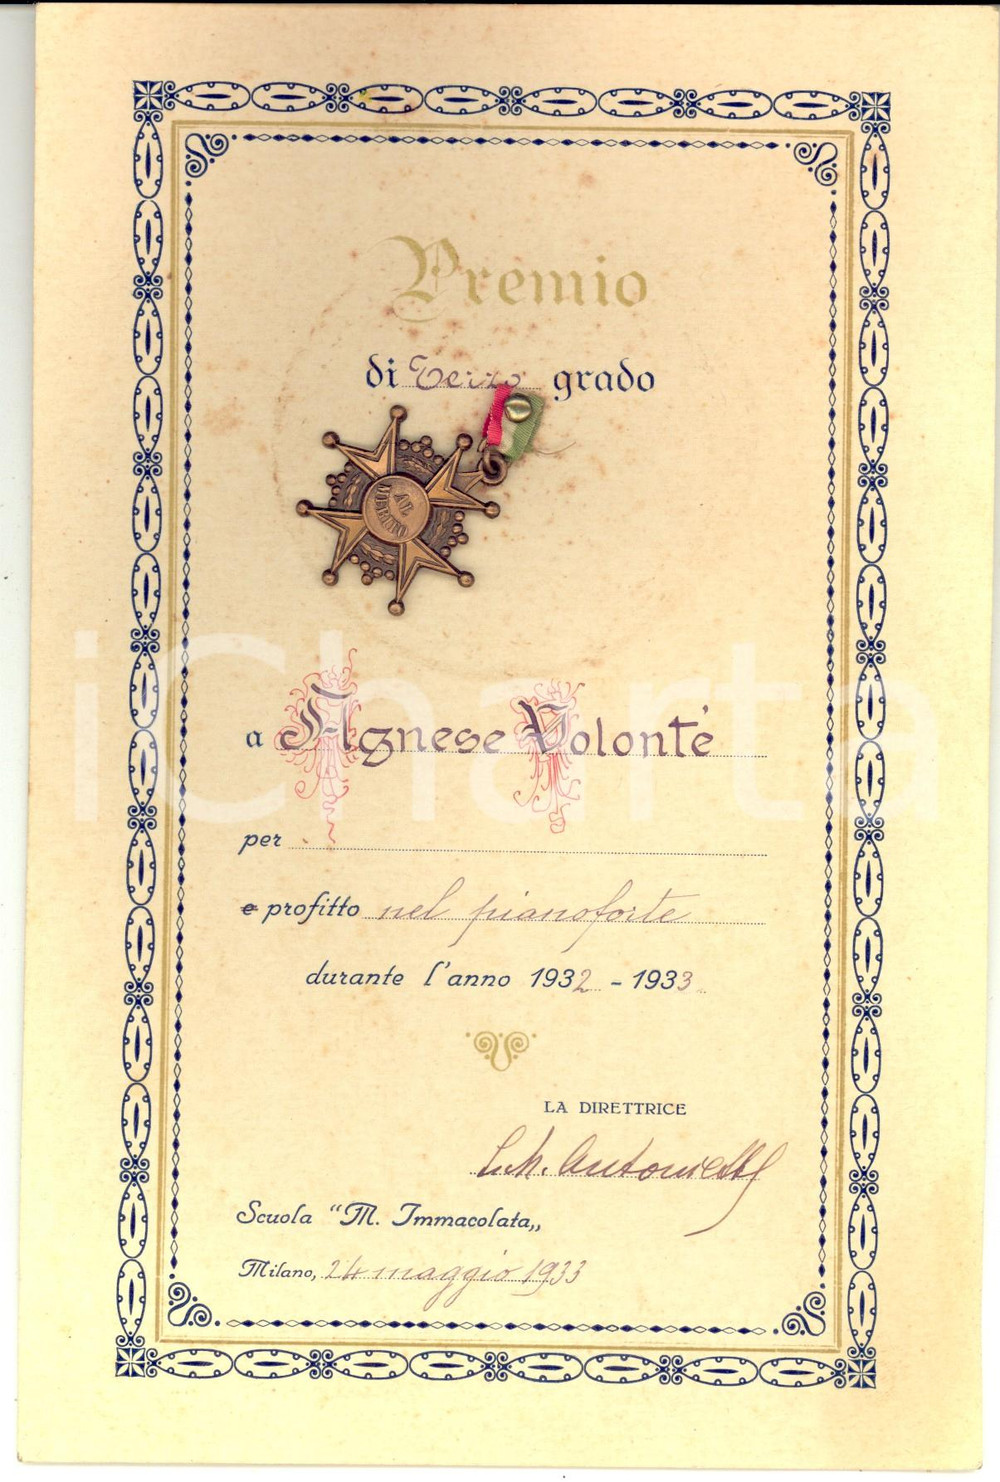 Premio
di Terzo grado
AL
MERITO
a Agnese Volonté
per
e profitto nel pianoforte
durante l'anno 1932 - 1933
LA DIRETTRICE
Scuola "M. Immacolata„
Milano, 24 maggio 1933
iCharta